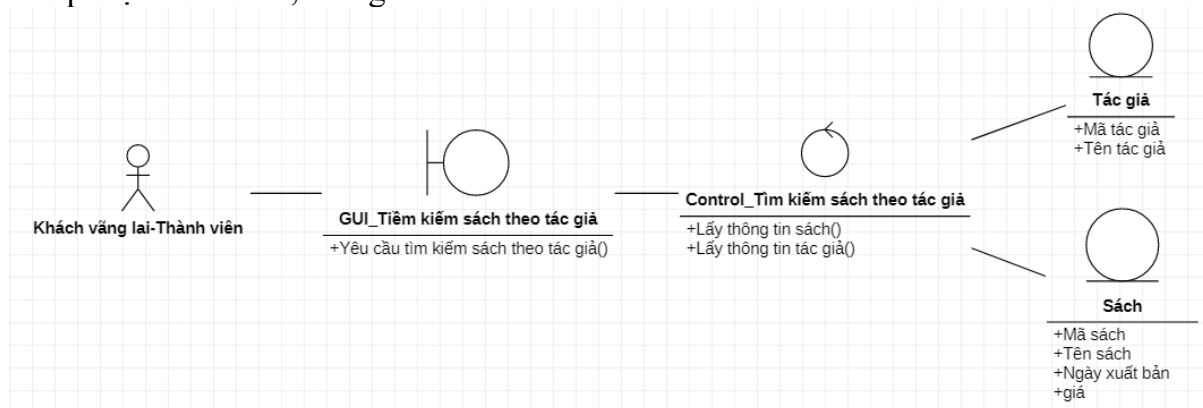 Khách vãng lai-Thành viên
GUI_Tiềm kiếm sách theo tác giả
+Yêu cầu tìm kiếm sách theo tác giả()
Control_Tìm kiếm sách theo tác giả
+Lấy thông tin sách()
+Lấy thông tin tác giả()
Tác giả
+Mã tác giả
+Tên tác giả
Sách
+Mã sách
+Tên sách
+Ngày xuất bản
+giá